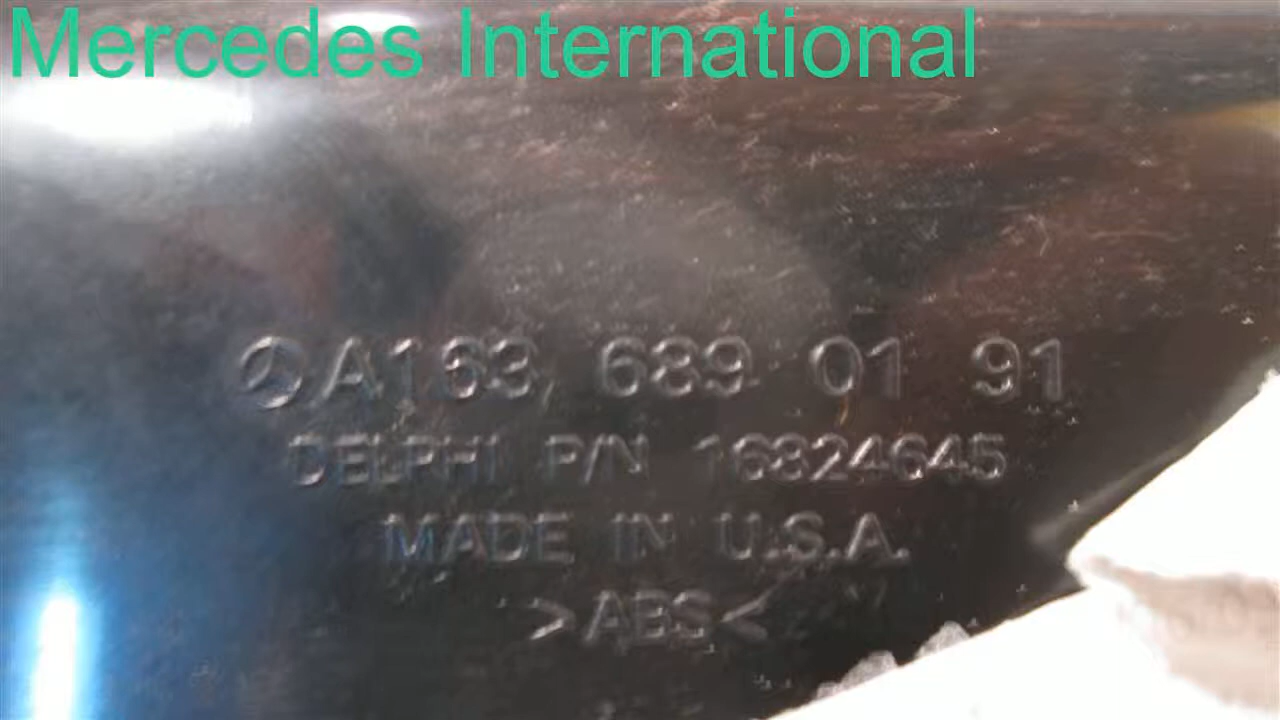 Mercedes International
A163 689 01 91
DELPHI P/N 16824645
MADE IN U.S.A.
>ABS<